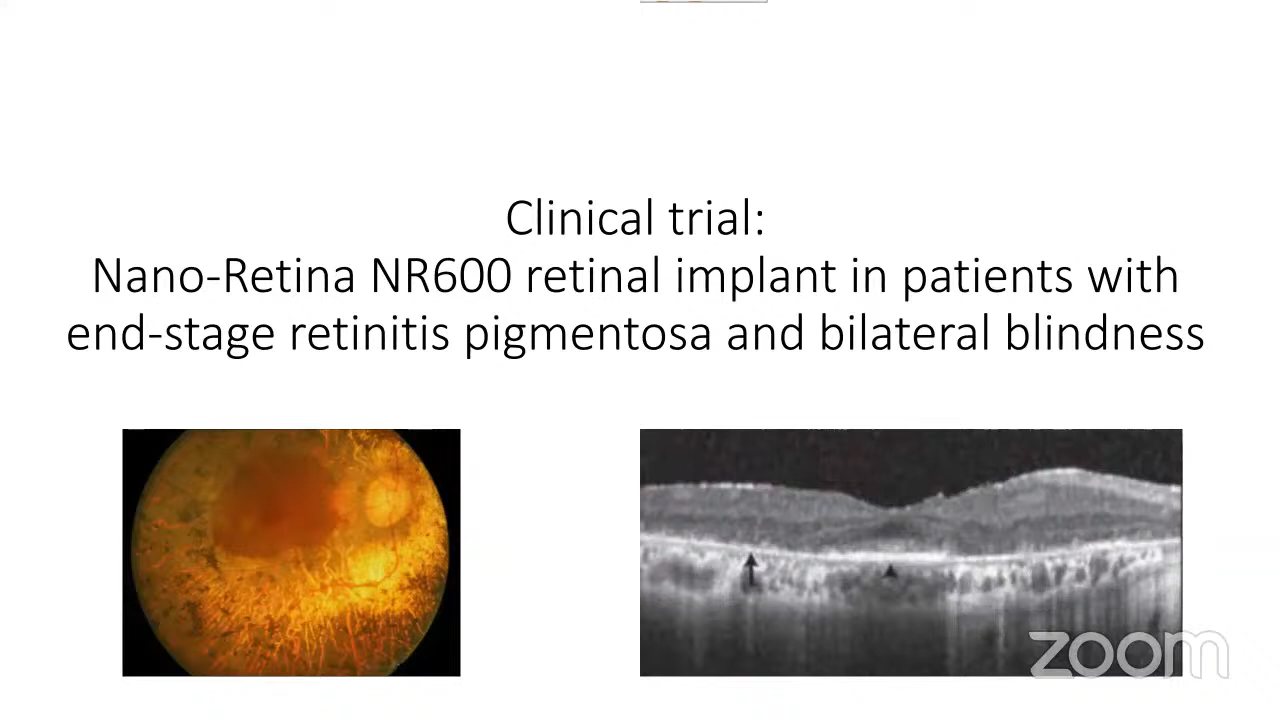 Clinical trial:
Nano-Retina NR600 retinal implant in patients with
end-stage retinitis pigmentosa and bilateral blindness
zoom